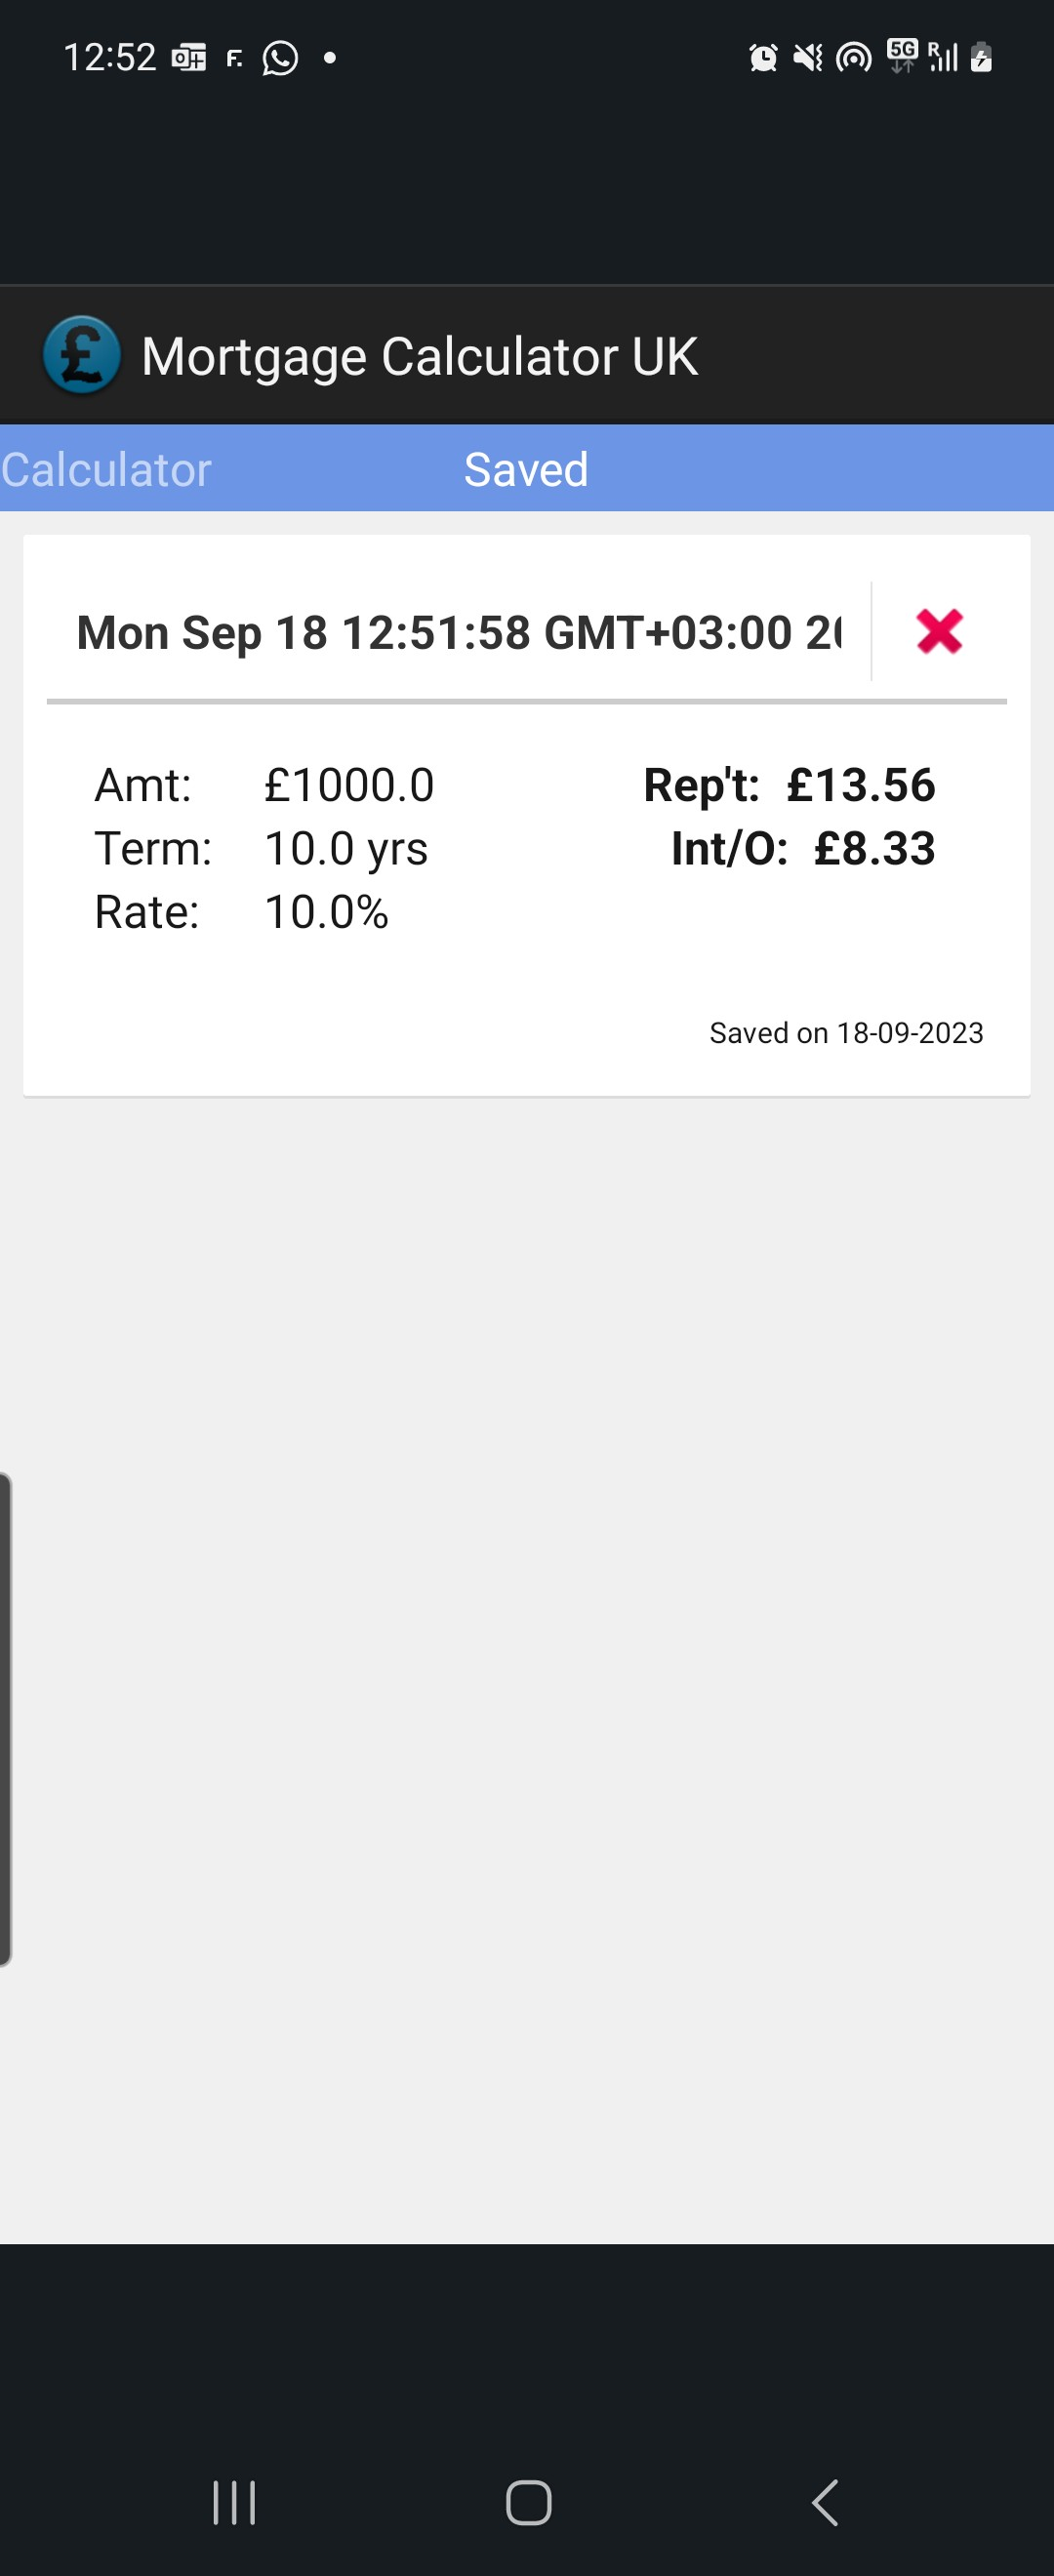 12:52
5G
R
£ Mortgage Calculator UK
Calculator Saved
Mon Sep 18 12:51:58 GMT+03:00
Amt: £1000.0 Rep't: £13.56
Term: 10.0 yrs Int/O: £8.33
Rate: 10.0%
Saved on 18-09-2023